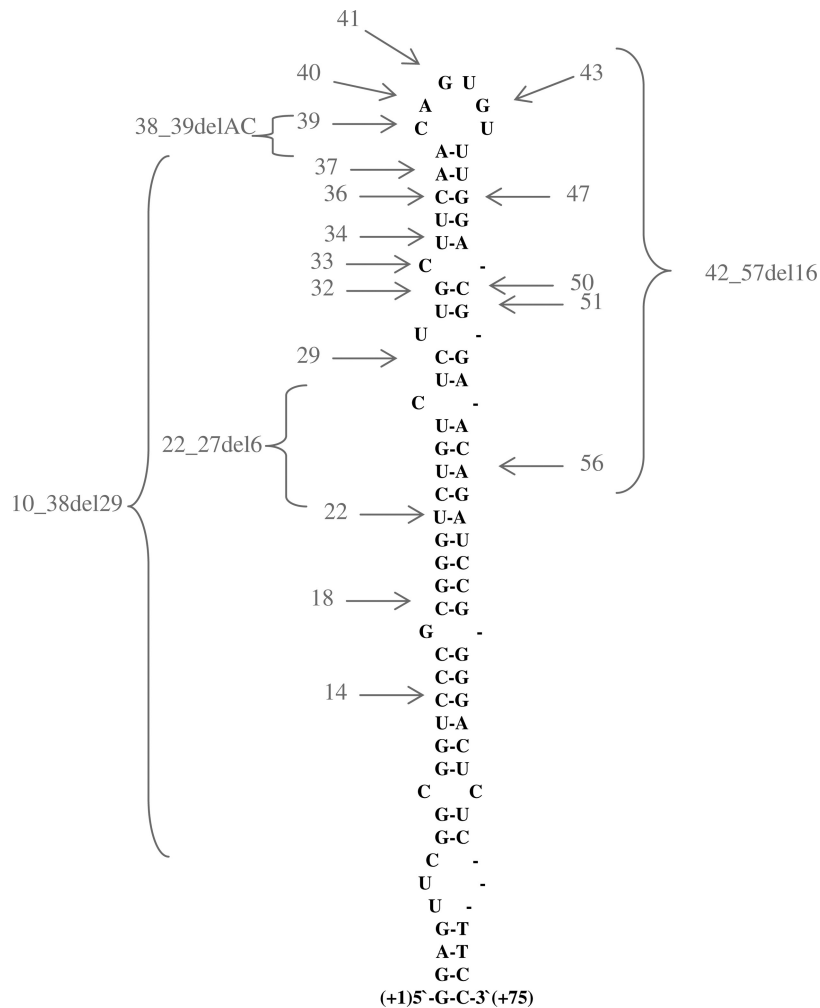 41
G U
40
43
A G
38_39delAC
39
C U
A-U
37
A-U
36
C-G
47
U-G
34
U-A
33
C -
32
G-C
50
42_57del16
U-G
51
U -
29
C-G
U-A
C -
U-A
22_27del6
G-C
U-A
56
C-G
10_38del29
22
U-A
G-U
G-C
G-C
18
C-G
G -
C-G
C-G
14
C-G
U-A
G-C
G-U
C C
G-U
G-C
C -
U -
U -
G-T
A-T
G-C
(+1)5`-G-C-3`(+75)